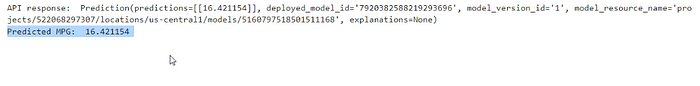 API response:  Prediction(predictions=[[16.421154]], deployed_model_id='7920382588219293696', model_version_id='1', model_resource_name='pro
jects/522068297307/locations/us-central1/models/5160797518501511168', explanations=None)
Predicted MPG:  16.421154